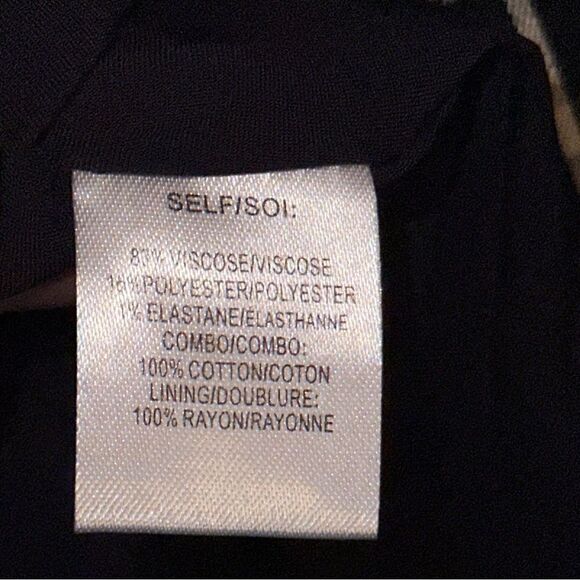 SELF/SOI:
83% VISCOSE/VISCOSE
16% POLYESTER/POLYESTER
1% ELASTANE/ELASTHANNE
COMBO/COMBO:
100% COTTON/COTON
LINING/DOUBLURE:
100% RAYON/RAYONNE